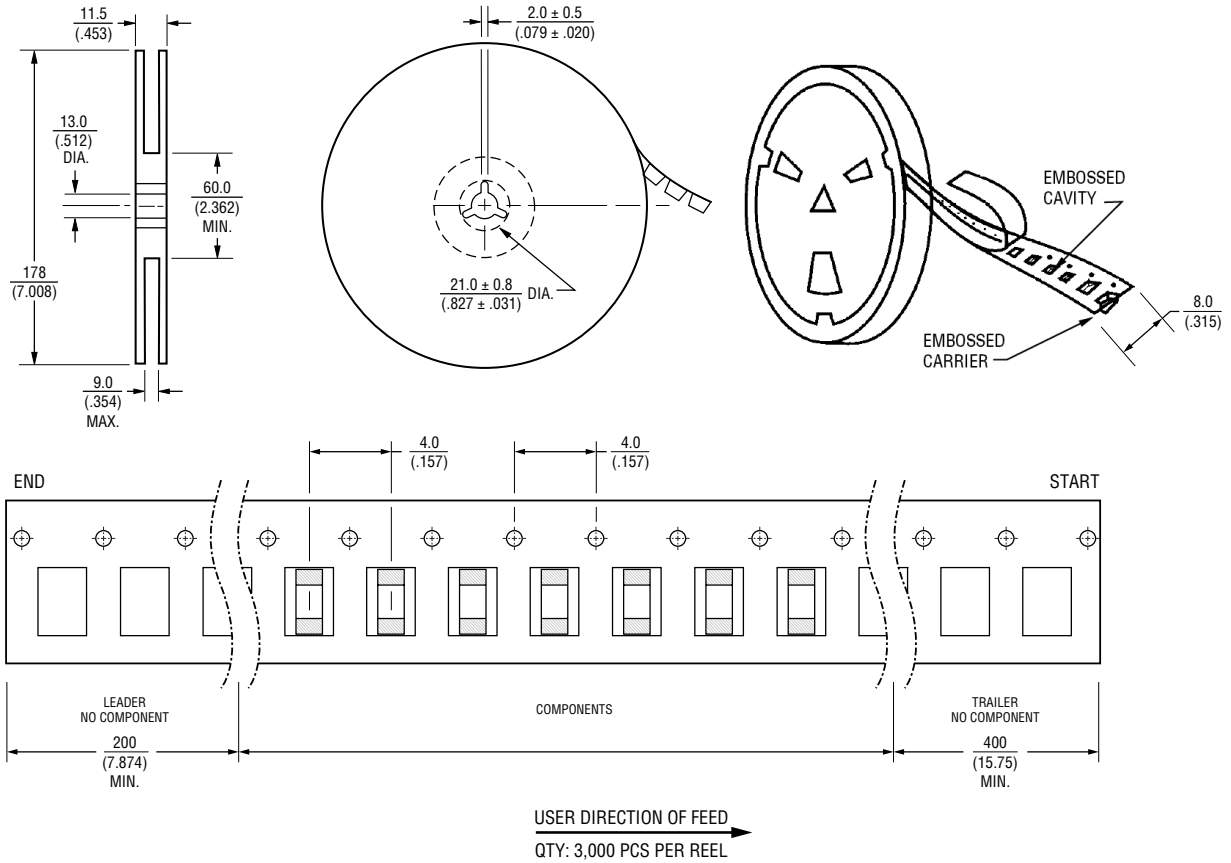 11.5
(.453)
2.0 ± 0.5
(.079 ± .020)
13.0
(.512)
DIA.
60.0
(2.362)
MIN.
178
(7.008)
9.0
(.354)
MAX.
21.0 ± 0.8
(.827 ± .031)
DIA.
EMBOSSED
CAVITY
EMBOSSED
CARRIER
8.0
(.315)
4.0
(.157)
4.0
(.157)
END
START
LEADER
NO COMPONENT
200
(7.874)
MIN.
COMPONENTS
TRAILER
NO COMPONENT
400
(15.75)
MIN.
USER DIRECTION OF FEED
QTY: 3,000 PCS PER REEL